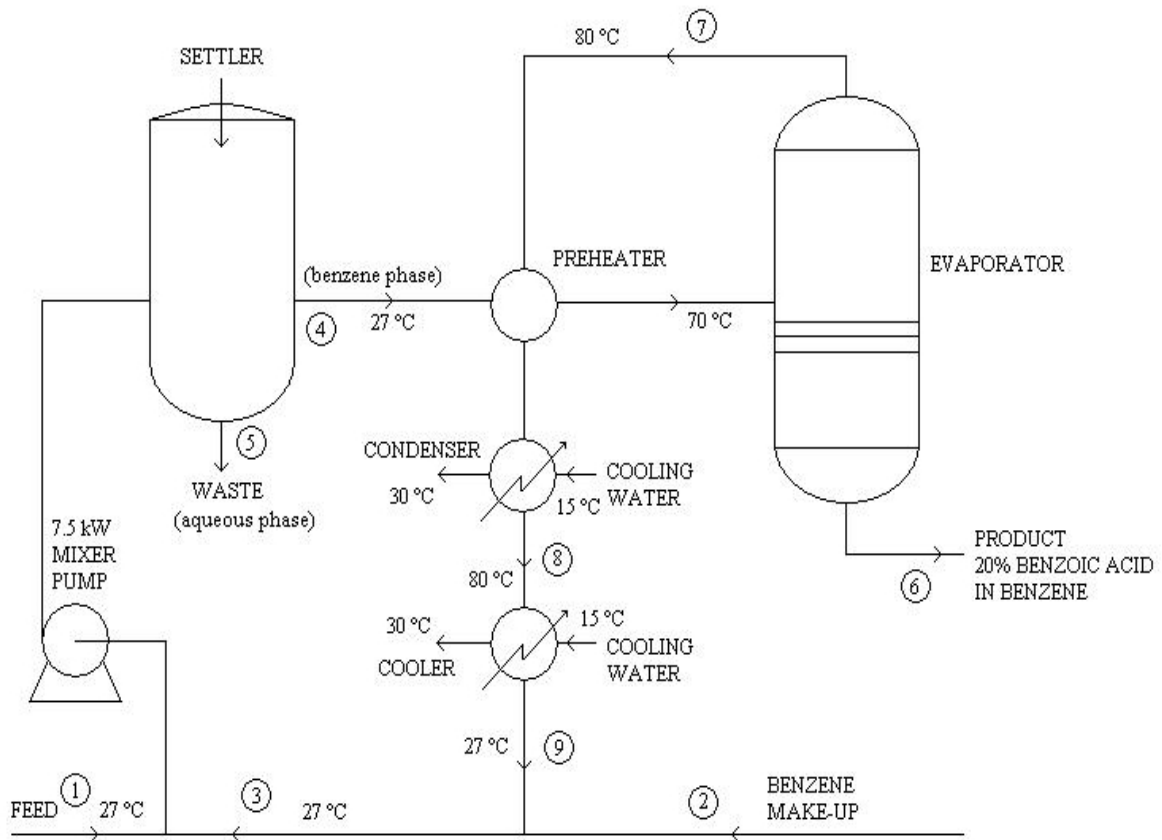 80 °C
7
SETTLER
PREHEATER
EVAPORATOR
(benzene phase)
4
27 °C
70 °C
5
WASTE
(aqueous phase)
CONDENSER
COOLING
WATER
30 °C
15 °C
7.5 kW
MIXER
PUMP
8
80 °C
PRODUCT
20% BENZOIC ACID
IN BENZENE
6
30 °C
15 °C
COOLER
COOLING
WATER
27 °C
9
FEED
1
27 °C
3
27 °C
2
BENZENE
MAKE-UP